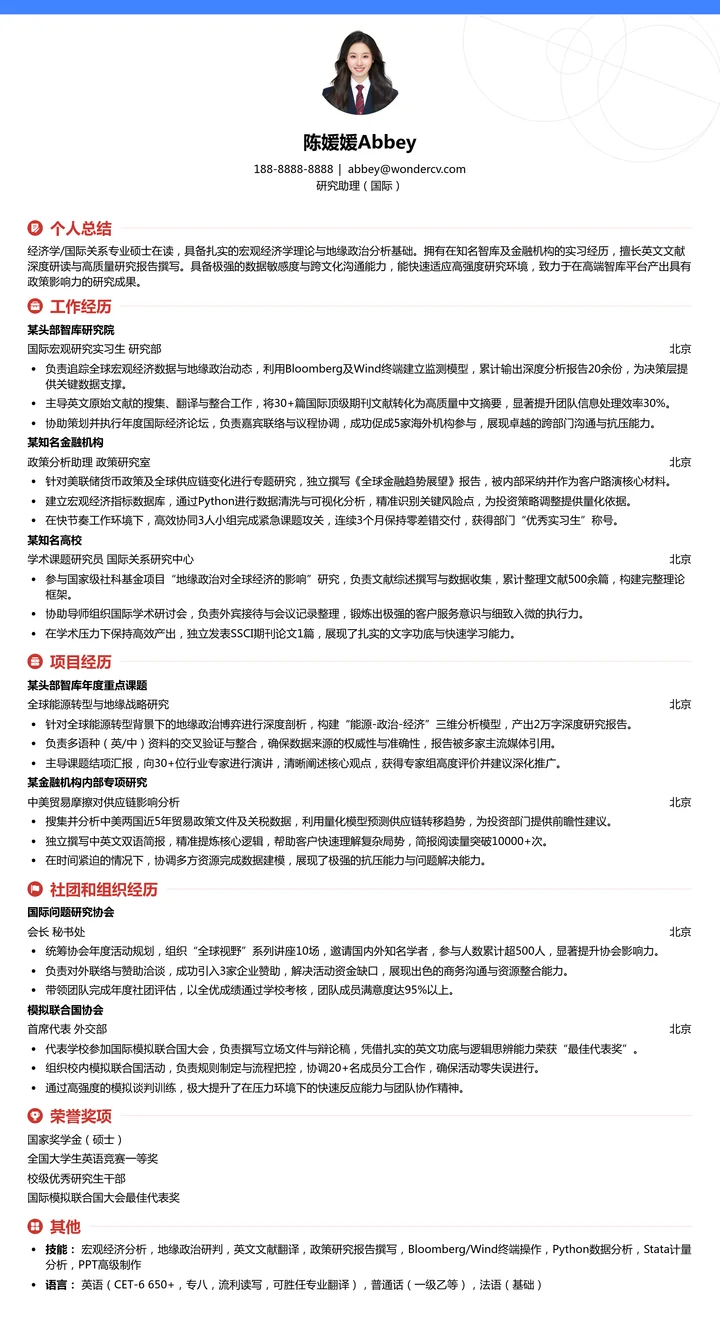 陈媛媛Abbey
188-8888-8888 | abbey@wondercv.com
研究助理（国际）
个人总结
经济学/国际关系专业硕士在读，具备扎实的宏观经济学理论与地缘政治分析基础。拥有在知名智库及金融机构的实习经历，擅长英文文献
深度研读与高质量研究报告撰写。具备极强的数据敏感度与跨文化沟通能力，能快速适应高强度研究环境，致力于在高端智库平台产出具有
政策影响力的研究成果。
工作经历
某头部智库研究院
国际宏观研究实习生 研究部 北京
• 负责追踪全球宏观经济数据与地缘政治动态，利用Bloomberg及Wind终端建立监测模型，累计输出深度分析报告20余份，为决策层提
供关键数据支撑。
• 主导英文原始文献的搜集、翻译与整合工作，将30+篇国际顶级期刊文献转化为高质量中文摘要，显著提升团队信息处理效率30%。
• 协助策划并执行年度国际经济论坛，负责嘉宾联络与议程协调，成功促成5家海外机构参与，展现卓越的跨部门沟通与抗压能力。
某知名金融机构
政策分析助理 政策研究室 北京
• 针对美联储货币政策及全球供应链变化进行专题研究，独立撰写《全球金融趋势展望》报告，被内部采纳并作为客户路演核心材料。
• 建立宏观经济指标数据库，通过Python进行数据清洗与可视化分析，精准识别关键风险点，为投资策略调整提供量化依据。
• 在快节奏工作环境下，高效协同3人小组完成紧急课题攻关，连续3个月保持零差错交付，获得部门“优秀实习生”称号。
某知名高校
学术课题研究员 国际关系研究中心 北京
• 参与国家级社科基金项目“地缘政治对全球经济的影响”研究，负责文献综述撰写与数据收集，累计整理文献500余篇，构建完整理论
框架。
• 协助导师组织国际学术研讨会，负责外宾接待与会议记录整理，锻炼出极强的客户服务意识与细致入微的执行力。
• 在学术压力下保持高效产出，独立发表SSCI期刊论文1篇，展现了扎实的文字功底与快速学习能力。
项目经历
某头部智库年度重点课题
全球能源转型与地缘战略研究 北京
• 针对全球能源转型背景下的地缘政治博弈进行深度剖析，构建“能源-政治-经济”三维分析模型，产出2万字深度研究报告。
• 负责多语种（英/中）资料的交叉验证与整合，确保数据来源的权威性与准确性，报告被多家主流媒体引用。
• 主导课题结项汇报，向30+位行业专家进行演讲，清晰阐述核心观点，获得专家组高度评价并建议深化推广。
某金融机构内部专项研究
中美贸易摩擦对供应链影响分析 北京
• 搜集并分析中美两国近5年贸易政策文件及关税数据，利用量化模型预测供应链转移趋势，为投资部门提供前瞻性建议。
• 独立撰写中英文双语简报，精准提炼核心逻辑，帮助客户快速理解复杂局势，简报阅读量突破10000+次。
• 在时间紧迫的情况下，协调多方资源完成数据建模，展现了极强的抗压能力与问题解决能力。
社团和组织经历
国际问题研究协会
会长 秘书处 北京
• 统筹协会年度活动规划，组织“全球视野”系列讲座10场，邀请国内外知名学者，参与人数累计超500人，显著提升协会影响力。
• 负责对外联络与赞助洽谈，成功引入3家企业赞助，解决活动资金缺口，展现出色的商务沟通与资源整合能力。
• 带领团队完成年度社团评估，以全优成绩通过学校考核，团队成员满意度达95%以上。
模拟联合国协会
首席代表 外交部 北京
• 代表学校参加国际模拟联合国大会，负责撰写立场文件与辩论稿，凭借扎实的英文功底与逻辑思辨能力荣获“最佳代表奖”。
• 组织校内模拟联合国活动，负责规则制定与流程把控，协调20+名成员分工合作，确保活动零失误进行。
• 通过高强度的模拟谈判训练，极大提升了在压力环境下的快速反应能力与团队协作精神。
荣誉奖项
国家奖学金（硕士）
全国大学生英语竞赛一等奖
校级优秀研究生干部
国际模拟联合国大会最佳代表奖
其他
• 技能： 宏观经济分析，地缘政治研判，英文文献翻译，政策研究报告撰写，Bloomberg/Wind终端操作，Python数据分析，Stata计量
分析，PPT高级制作
• 语言： 英语（CET-6 650+，专八，流利读写，可胜任专业翻译），普通话（一级乙等），法语（基础）